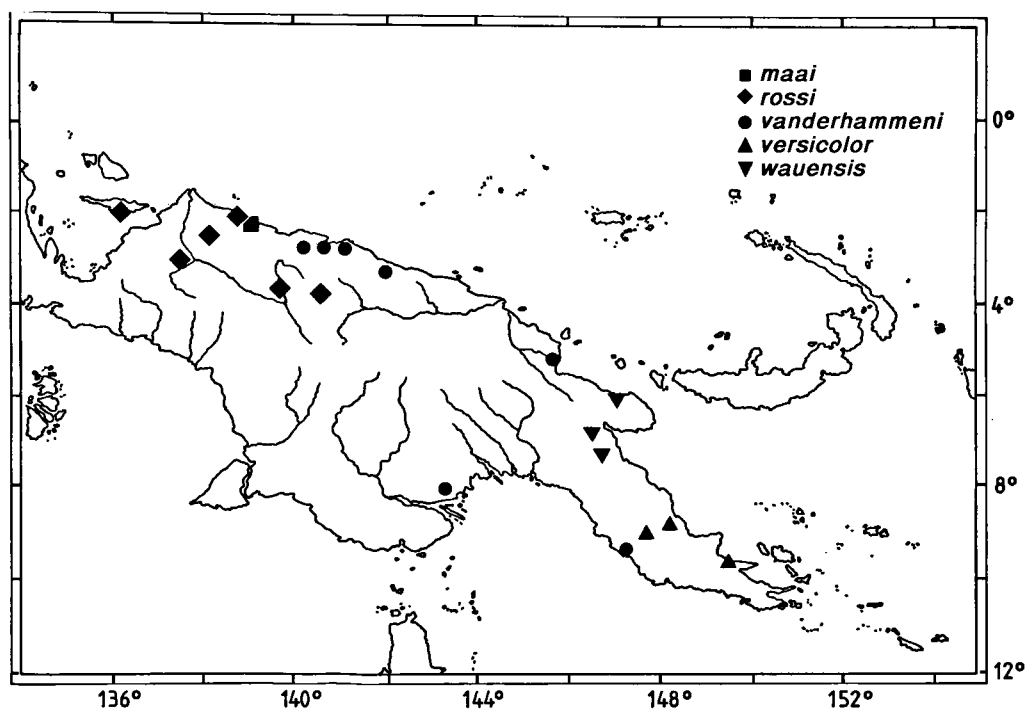 ■ maai
◆ rossi
● vanderhammeni
▲ versicolor
▼ wauensis
0°
4°
8°
12°
136° 140° 144° 148° 152°